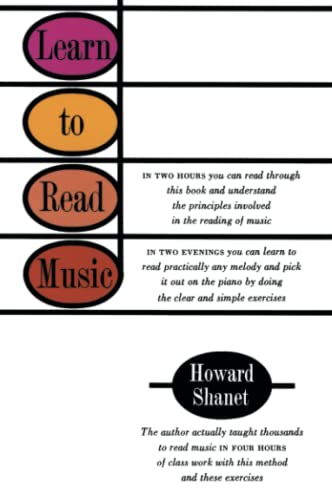 Learn
to
Read
Music
IN TWO HOURS you can read through
this book and understand
the principles involved
in the reading of music
IN TWO EVENINGS you can learn to
read practically any melody and pick
it out on the piano by doing
the clear and simple exercises
Howard
Shanet
The author actually taught thousands
to read music IN FOUR HOURS
of class work with this method
and these exercises